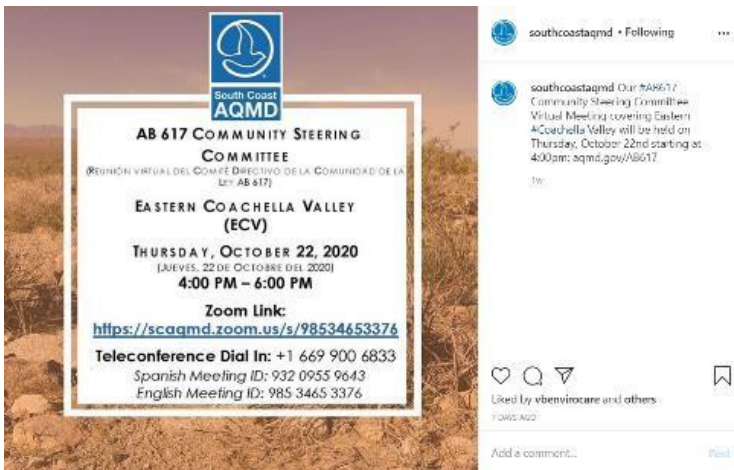 South Coast
AQMD
AB 617 COMMUNITY STEERING
COMMITTEE
(REUNIÓN VIRTUAL DEL COMITÉ DIRECTIVO DE LA COMUNIDAD DE LA
LEY AB 617)
EASTERN COACHELLA VALLEY
(ECV)
THURSDAY, OCTOBER 22, 2020
(JUEVES, 22 DE OCTOBRE DEL 2020)
4:00 PM – 6:00 PM
Zoom Link:
https://scaqmd.zoom.us/s/98534653376
Teleconference Dial In: +1 669 900 6833
Spanish Meeting ID: 932 0955 9643
English Meeting ID: 985 3465 3376
southcoastaqmd • Following
southcoastaqmd Our #AB617
Community Steering Committee
Virtual Meeting covering Eastern
#Coachella Valley will be held on
Thursday, October 22nd starting at
4:00pm: aqmd.gov/AB617
1w
Liked by vbenvirocare and others
7 DAYS AGO
Add a comment...
Post